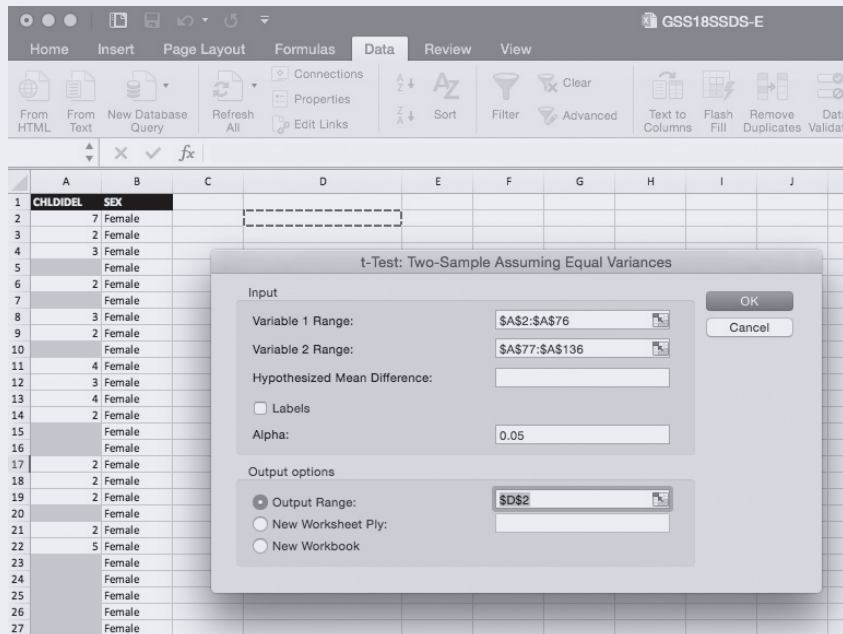 GSS18SSDS-E
Home Insert Page Layout Formulas Data Review View
From HTML
From Text
New Database Query
Refresh All
Connections
Properties
Edit Links
Sort
Filter
Clear
Advanced
Text to Columns
Flash Fill
Remove Duplicates
Dat
Validat
fx
A B C D E F G H I J
1 CHLDIDEL SEX
2 7 Female
3 2 Female
4 3 Female
5 Female
6 2 Female
7 Female
8 3 Female
9 2 Female
10 Female
11 4 Female
12 3 Female
13 4 Female
14 2 Female
15 Female
16 Female
17 2 Female
18 2 Female
19 2 Female
20 Female
21 2 Female
22 5 Female
23 Female
24 Female
25 Female
26 Female
27 Female
t-Test: Two-Sample Assuming Equal Variances
Input
Variable 1 Range: $A$2:$A$76
Variable 2 Range: $A$77:$A$136
Hypothesized Mean Difference:
Labels
Alpha: 0.05
Output options
Output Range: $D$2
New Worksheet Ply:
New Workbook
OK
Cancel